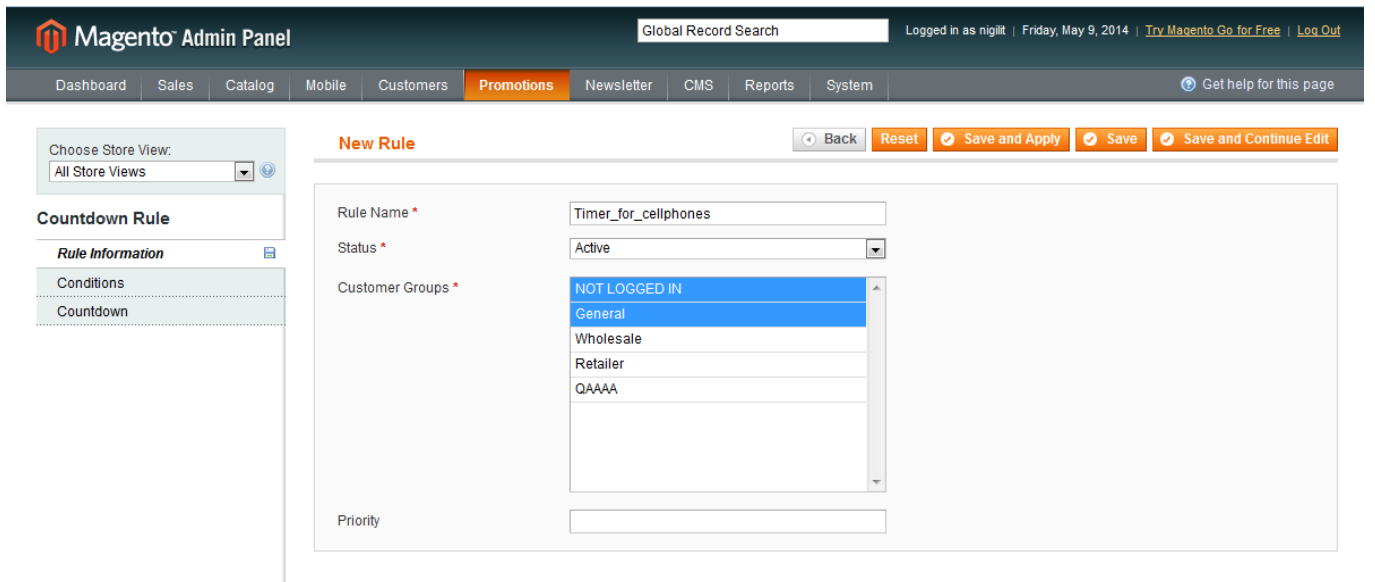 Magento Admin Panel
Global Record Search
Logged in as nigilit | Friday, May 9, 2014 | Try Magento Go for Free | Log Out
Dashboard Sales Catalog Mobile Customers Promotions Newsletter CMS Reports System
Get help for this page
Choose Store View:
All Store Views
Countdown Rule
Rule Information
Conditions
Countdown
New Rule
Back Reset Save and Apply Save Save and Continue Edit
Rule Name * Timer_for_cellphones
Status * Active
Customer Groups * NOT LOGGED IN
General
Wholesale
Retailer
QAAAA
Priority